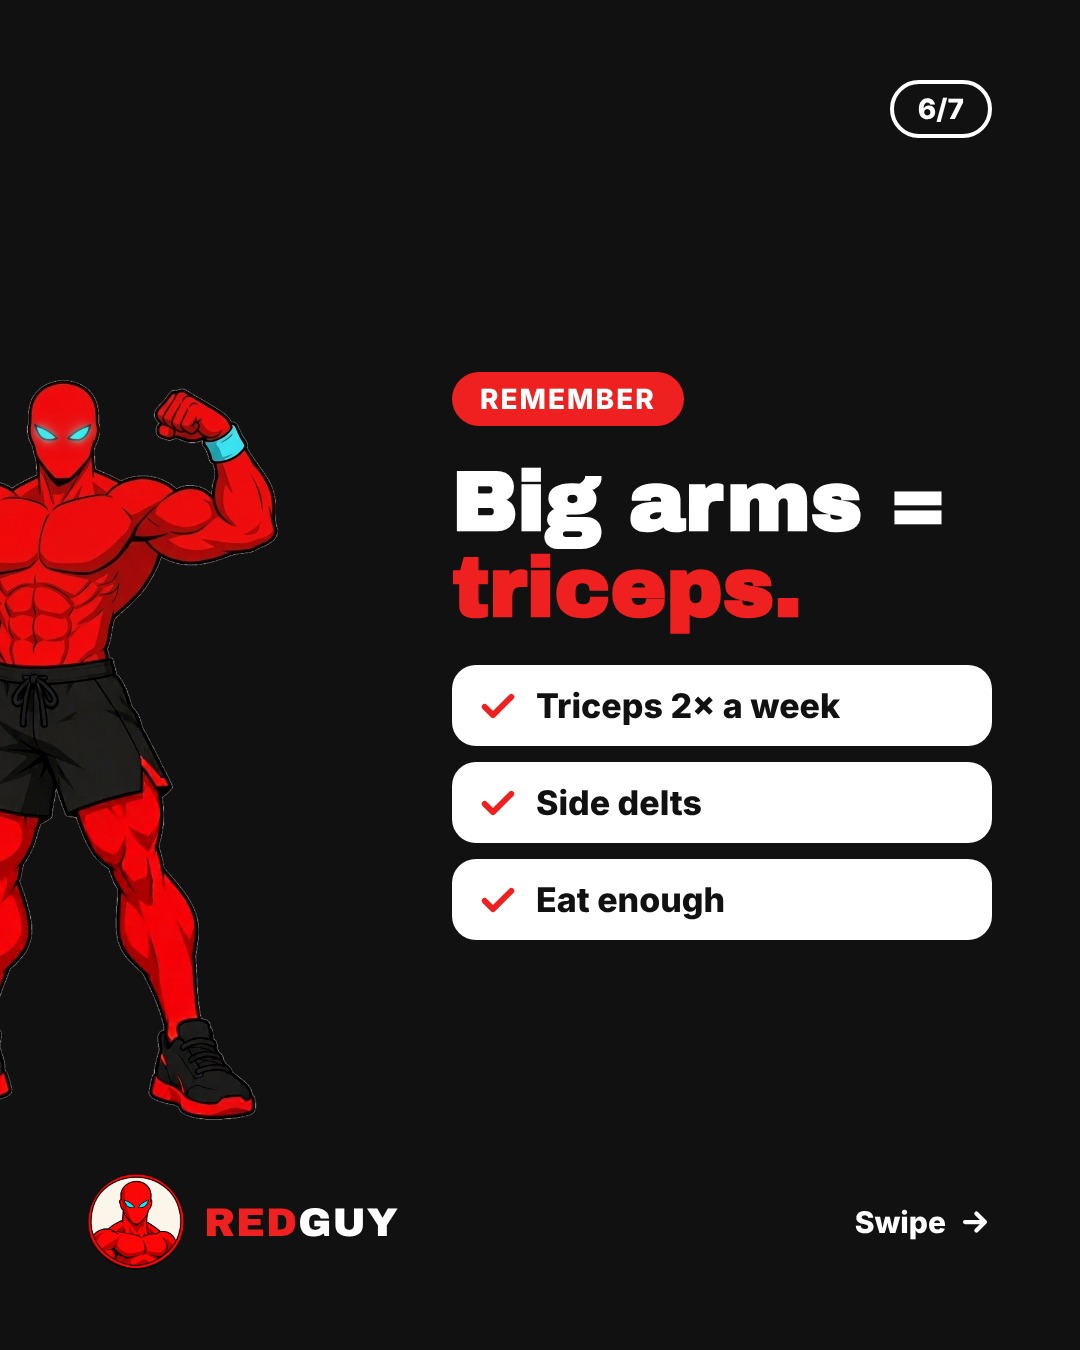 6/7
REMEMBER
Big arms =
triceps.
Triceps 2× a week
Side delts
Eat enough
REDGUY
Swipe →